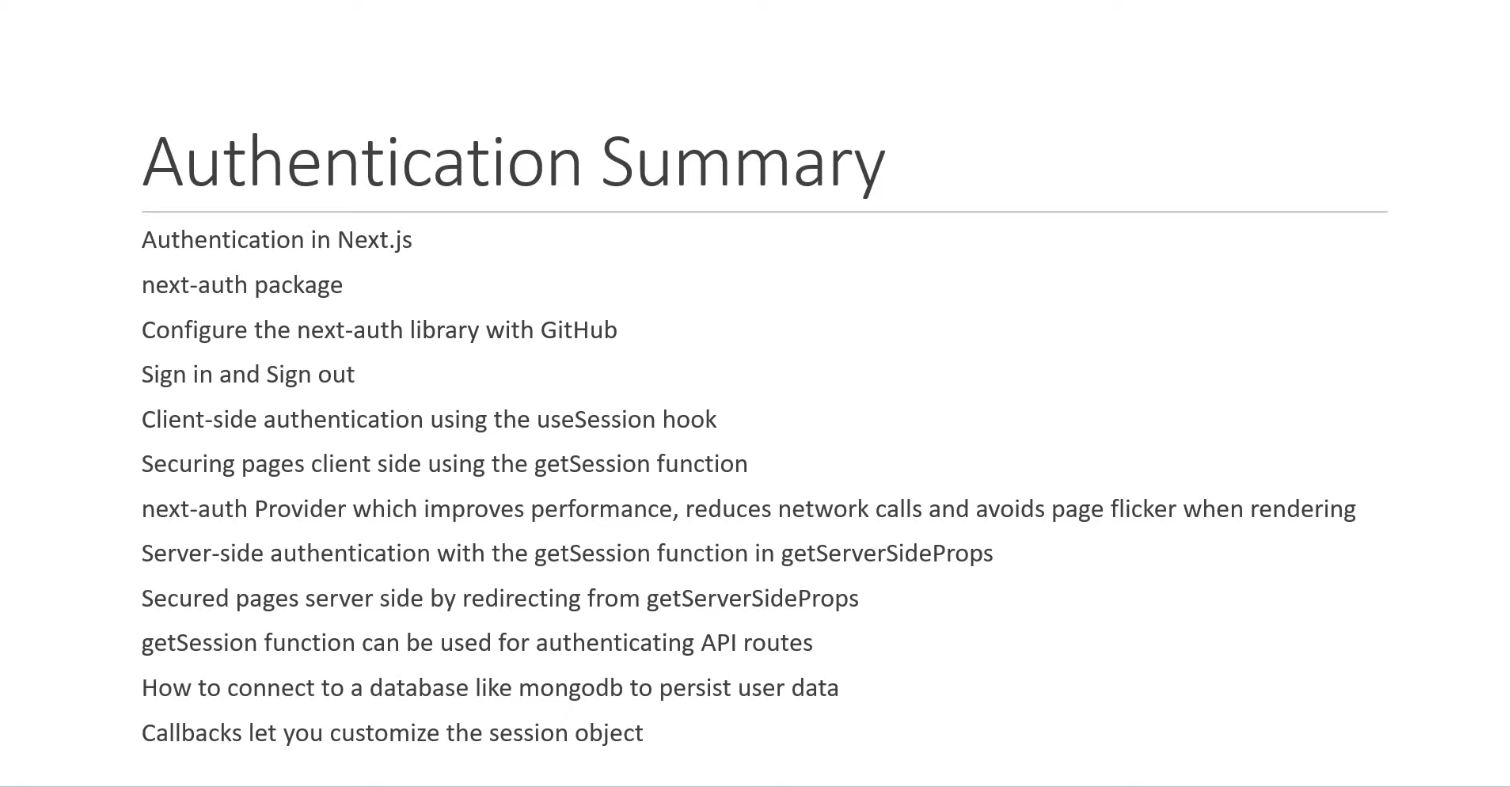 Authentication Summary
Authentication in Next.js
next-auth package
Configure the next-auth library with GitHub
Sign in and Sign out
Client-side authentication using the useSession hook
Securing pages client side using the getSession function
next-auth Provider which improves performance, reduces network calls and avoids page flicker when rendering
Server-side authentication with the getSession function in getServerSideProps
Secured pages server side by redirecting from getServerSideProps
getSession function can be used for authenticating API routes
How to connect to a database like mongodb to persist user data
Callbacks let you customize the session object